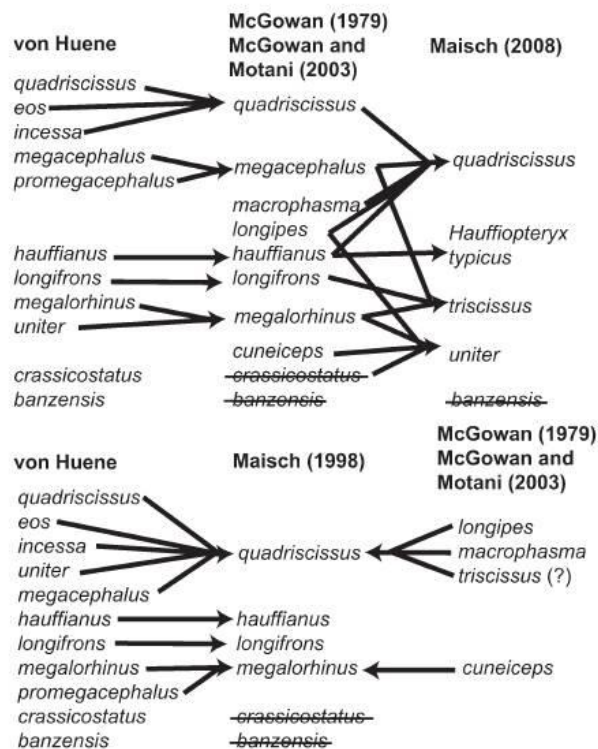 von Huene
McGowan (1979)
McGowan and
Motani (2003)
Maisch (2008)
quadriscissus
eos
incessa
megacephalus
promegacephalus
hauffianus
longifrons
megalorhinus
uniter
crassicostatus
banzensis
quadriscissus
megacephalus
macrophasma
longipes
hauffianus
longifrons
megalorhinus
cuneiceps
crassicostatus
banzensis
quadriscissus
Hauffiopteryx
typicus
triscissus
uniter
banzensis
von Huene
Maisch (1998)
McGowan (1979)
McGowan and
Motani (2003)
quadriscissus
eos
incessa
uniter
megacephalus
hauffianus
longifrons
megalorhinus
promegacephalus
crassicostatus
banzensis
quadriscissus
hauffianus
longifrons
megalorhinus
crassicostatus
banzensis
longipes
macrophasma
triscissus (?)
cuneiceps